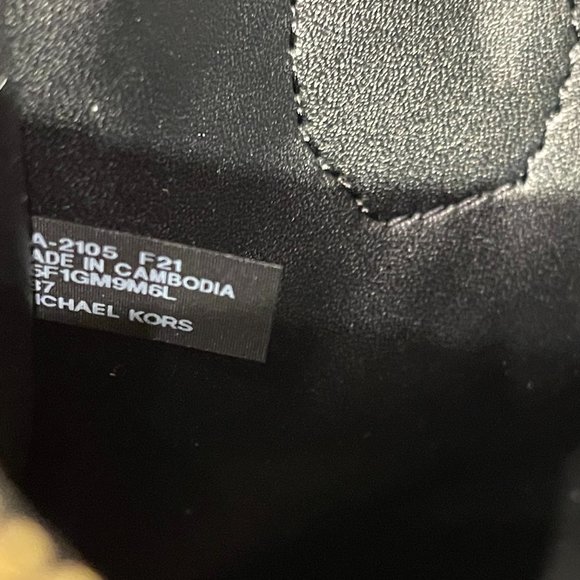 A-2105 F21
ADE IN CAMBODIA
5F1GM9M6L
37
ICHAEL KORS